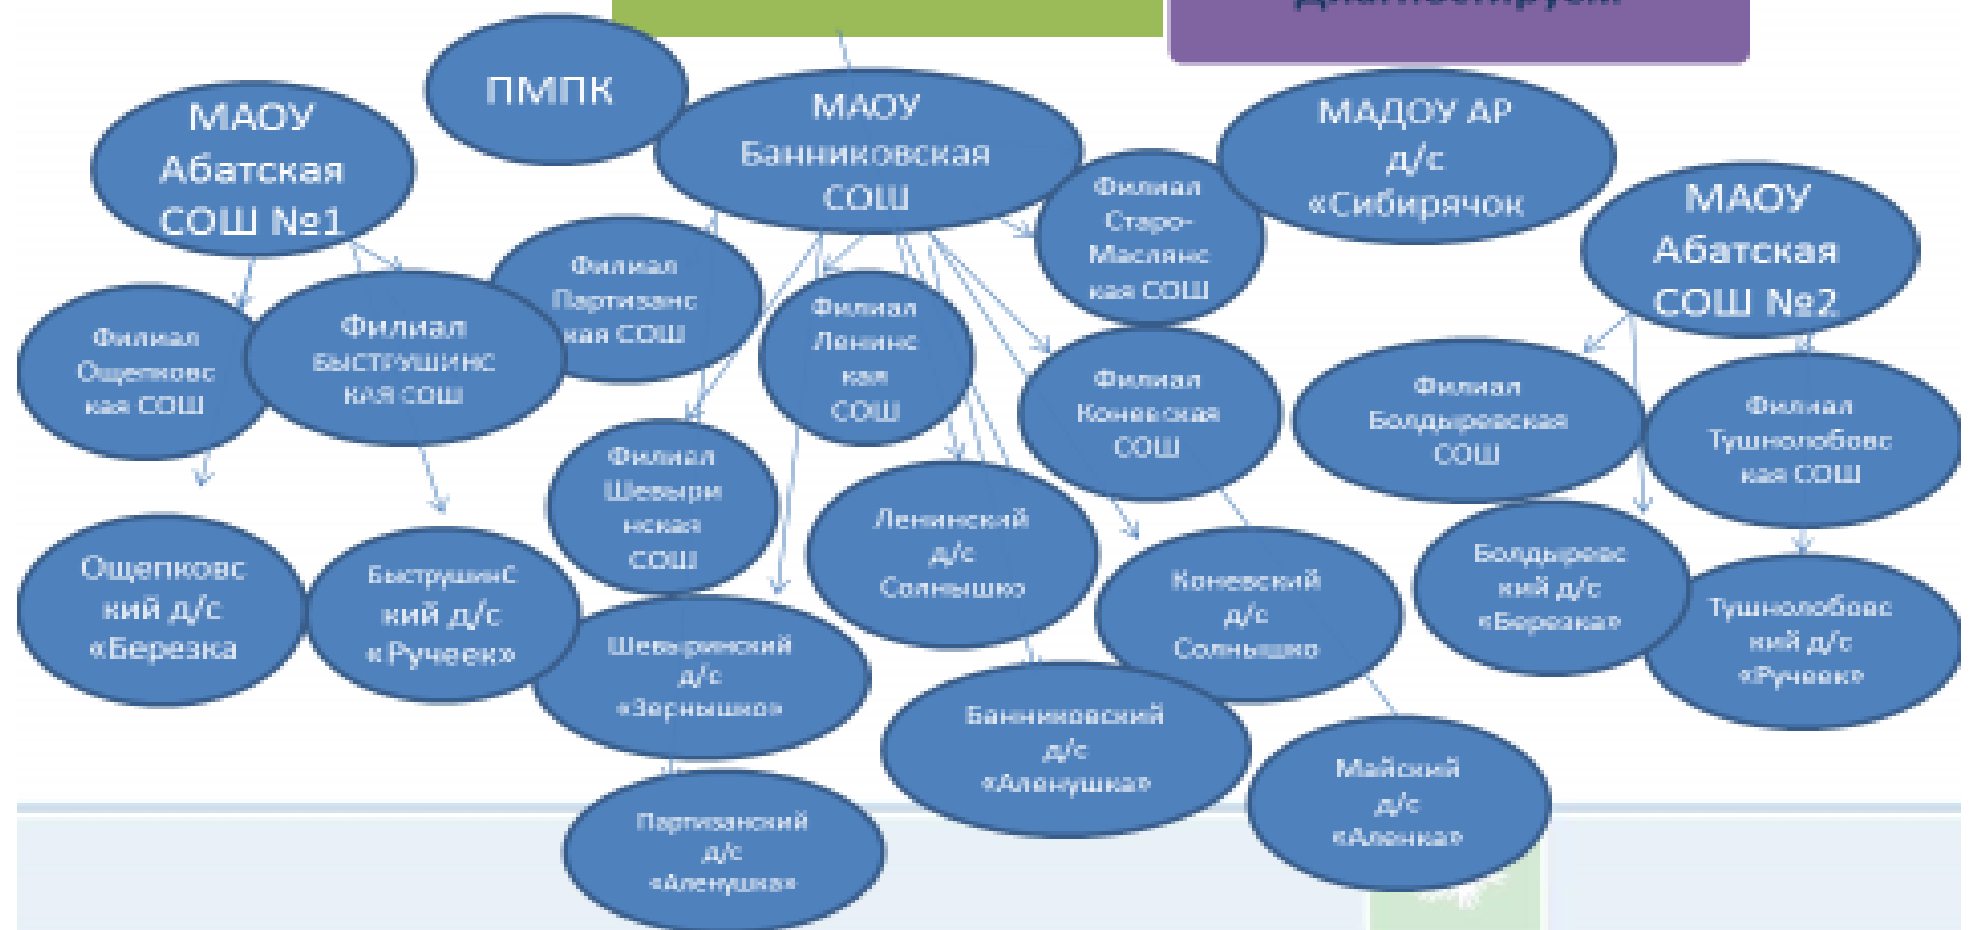 ПМПК
МАОУ
Абатская
СОШ №1
МАОУ
Банниковская
СОШ
МАДОУ АР
д/с
«Сибирячок
МАОУ
Абатская
СОШ №2
Филиал
Старо-
Маслянс
кая СОШ
Филиал
Ощепковс
кая СОШ
Филиал
БЫСТРУШИНС
КАЯ СОШ
Филиал
Партизанс
кая СОШ
Филиал
Ленинс
кая
СОШ
Филиал
Коневская
СОШ
Филиал
Болдыревская
СОШ
Филиал
Тушнолобовс
кая СОШ
Филиал
Шевыри
нская
СОШ
Ощепковс
кий д/с
«Березка
БыструшинС
кий д/с
«Ручеек»
Шевыринский
д/с
«Зернышко»
Ленинский
д/с
Солнышко
Коневский
д/с
Солнышко
Болдыревс
кий д/с
«Березка»
Тушнолобовс
кий д/с
«Ручеек»
Банниковский
д/с
«Аленушка»
Майский
д/с
«Аленка»
Партизанский
д/с
«Аленушка»